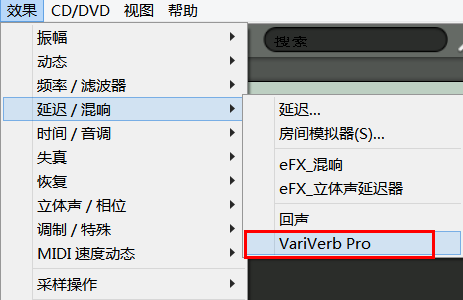 效果 CD/DVD 视图 帮助
搜索
振幅
动态
频率 / 滤波器
延迟 / 混响
时间 / 音调
失真
恢复
立体声 / 相位
调制 / 特殊
MIDI 速度动态
采样操作
延迟...
房间模拟器(S)...
eFX_混响
eFX_立体声延迟器
回声
VariVerb Pro